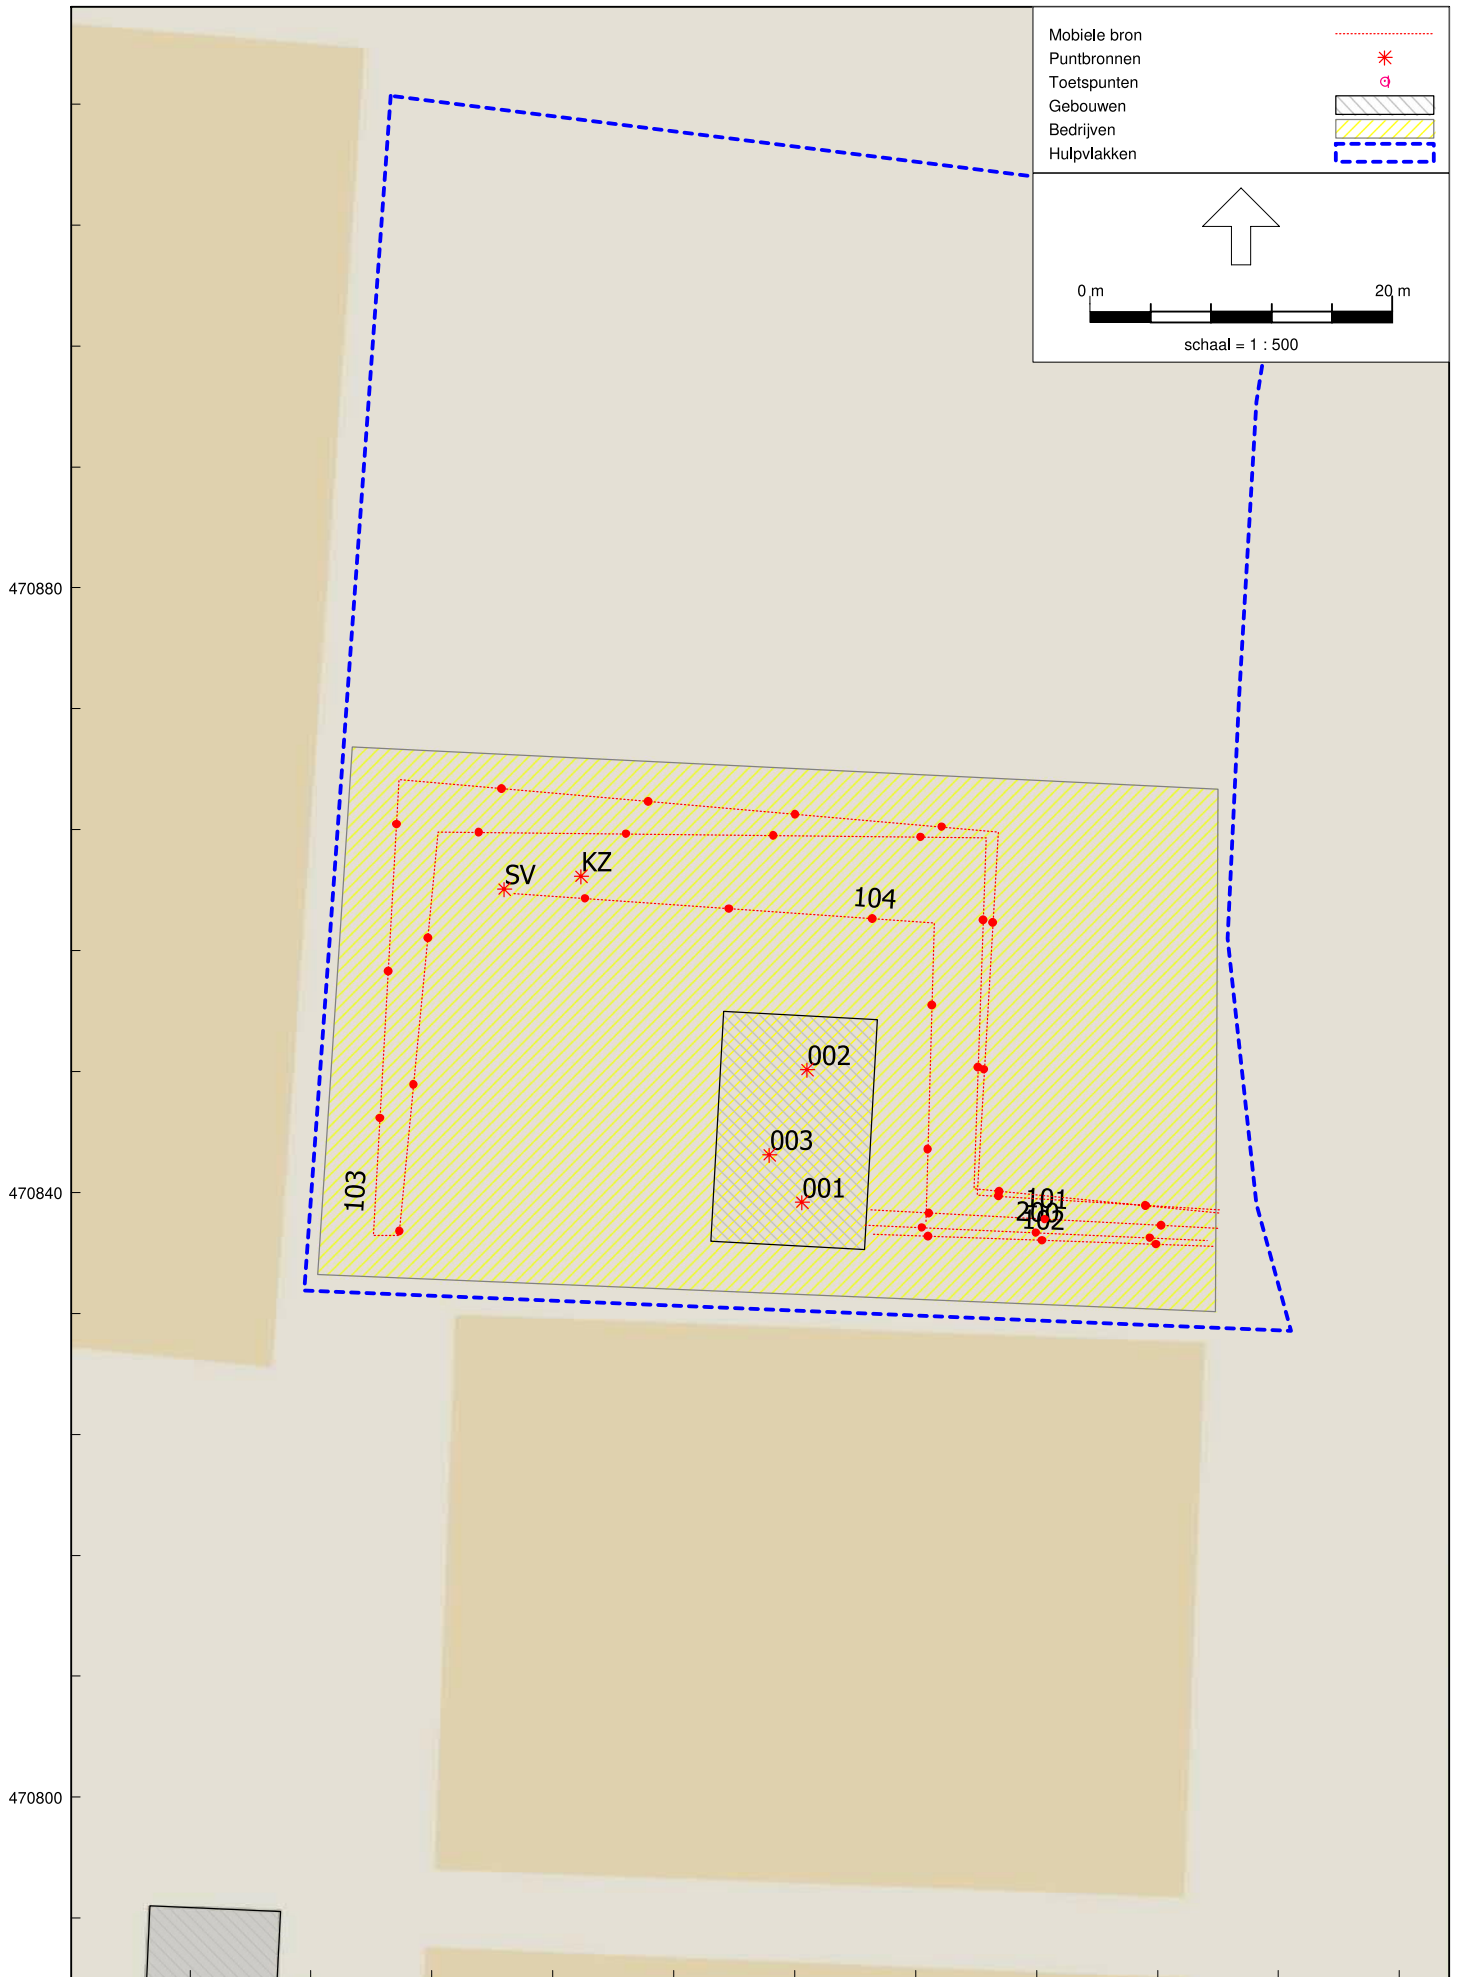 Mobiele bron
Puntbronnen
Toetspunten
Gebouwen
Bedrijven
Hulpvlakken
0 m 20 m
schaal = 1 : 500
470880
SV KZ
104
002
003
001
103
470840
101
102
470800